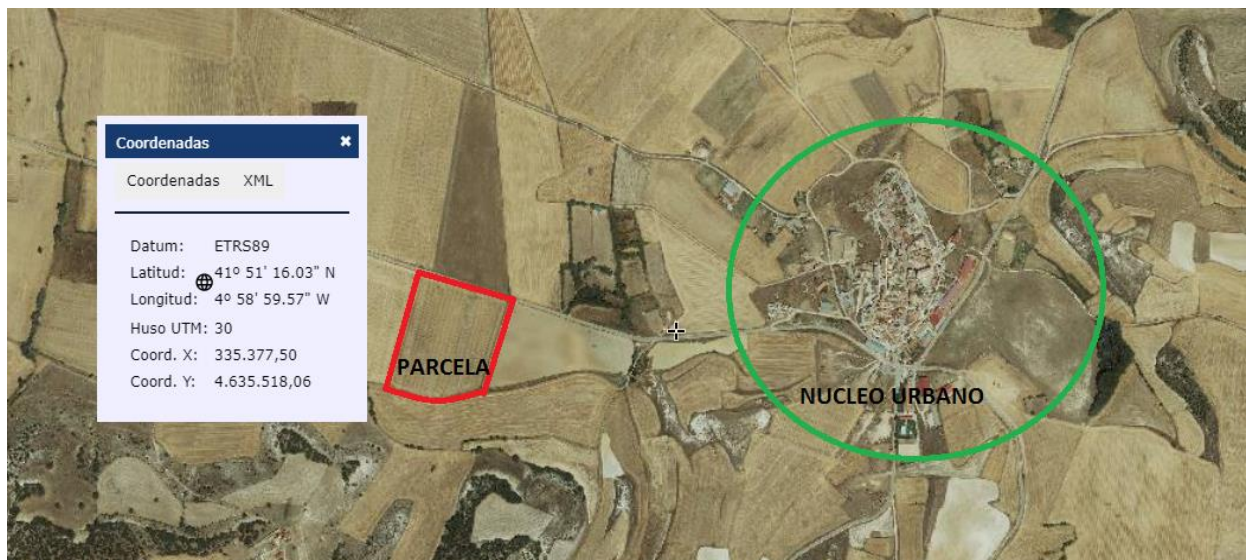 Coordenadas
Coordenadas XML
Datum: ETRS89
Latitud: 41º 51' 16.03" N
Longitud: 4º 58' 59.57" W
Huso UTM: 30
Coord. X: 335.377,50
Coord. Y: 4.635.518,06
PARCELA
NUCLEO URBANO